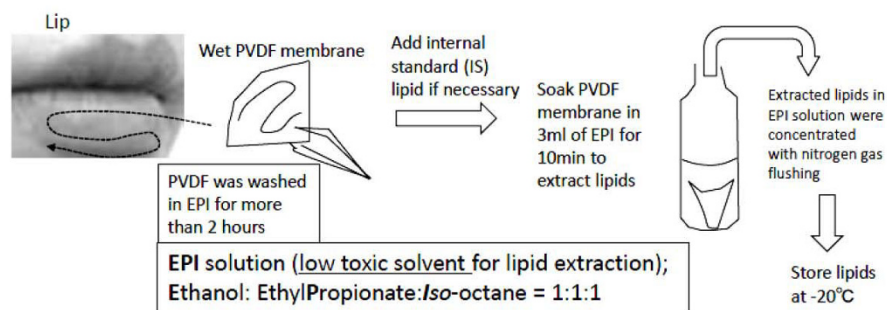 Lip
Wet PVDF membrane
PVDF was washed
in EPI for more
than 2 hours
Add internal
standard (IS)
lipid if necessary
Soak PVDF
membrane in
3ml of EPI for
10min to
extract lipids
Extracted lipids in
EPI solution were
concentrated
with nitrogen gas
flushing
Store lipids
at -20℃
EPI solution (low toxic solvent for lipid extraction);
Ethanol: EthylPropionate:Iso-octane = 1:1:1